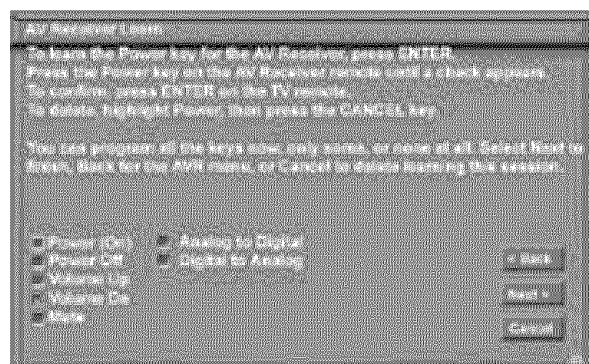 AV Receiver Learn
To learn the Power key for the AV Receiver, press ENTER.
Press the Power key on the AV Receiver remote until a check appears.
To confirm, press ENTER on the TV remote.
To delete, highlight Power, then press the CANCEL key.
You can program all the keys now, only some, or none at all. Select Next to
finish, Back for the AVR menu, or Cancel to delete learning this session.
Power (On)
Power Off
Volume Up
Volume Dn
Mute
Analog to Digital
Digital to Analog
< Back
Next >
Cancel